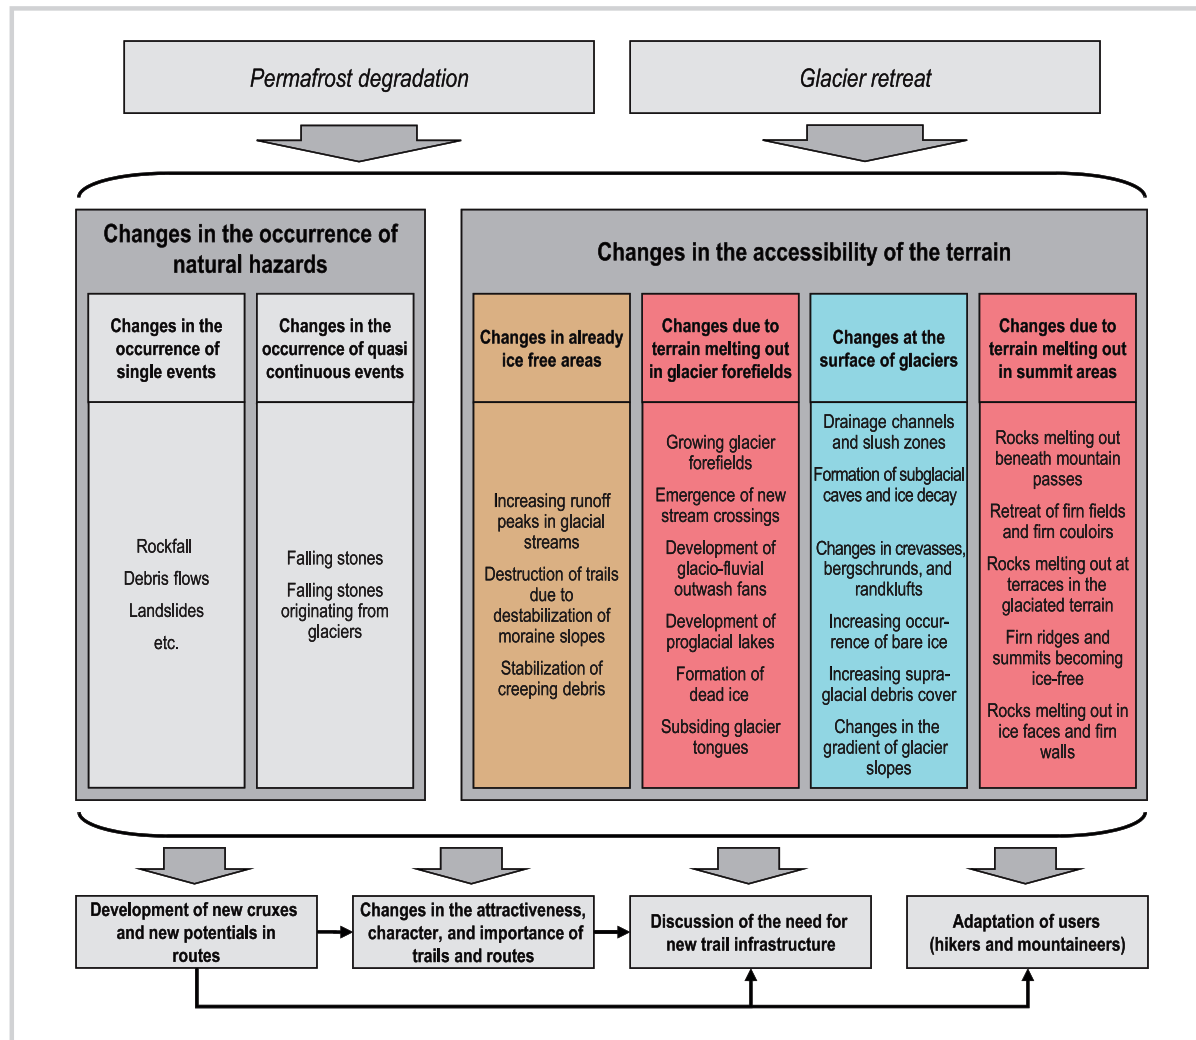 Permafrost degradation
Glacier retreat
Changes in the occurrence of
natural hazards
Changes in the accessibility of the terrain
Changes in the
occurrence of
single events
Changes in the
occurrence of quasi
continuous events
Changes in already
ice free areas
Changes due to
terrain melting out
in glacier forefields
Changes at the
surface of glaciers
Changes due to
terrain melting out
in summit areas
Rockfall
Debris flows
Landslides
etc.
Falling stones
Falling stones
originating from
glaciers
Increasing runoff
peaks in glacial
streams
Destruction of trails
due to
destabilization of
moraine slopes
Stabilization of
creeping debris
Growing glacier
forefields
Emergence of new
stream crossings
Development of
glacio-fluvial
outwash fans
Development of
proglacial lakes
Formation of
dead ice
Subsiding glacier
tongues
Drainage channels
and slush zones
Formation of subglacial
caves and ice decay
Changes in crevasses,
bergschrunds, and
randklufts
Increasing occur-
rence of bare ice
Increasing supra-
glacial debris cover
Changes in the
gradient of glacier
slopes
Rocks melting out
beneath mountain
passes
Retreat of firn fields
and firn couloirs
Rocks melting out at
terraces in the
glaciated terrain
Firn ridges and
summits becoming
ice-free
Rocks melting out in
ice faces and firn
walls
Development of new cruxes
and new potentials in
routes
Changes in the attractiveness,
character, and importance of
trails and routes
Discussion of the need for
new trail infrastructure
Adaptation of users
(hikers and mountaineers)